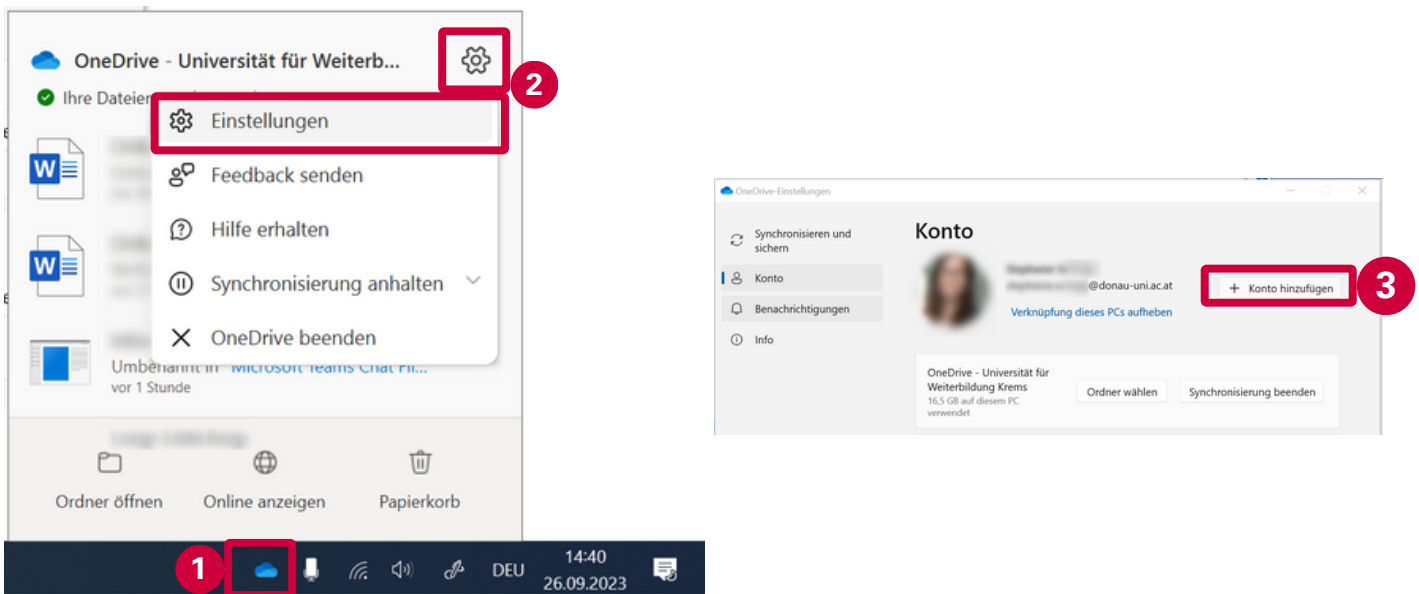 OneDrive - Universität für Weiterb...
2
Ihre Dateien
Einstellungen
Feedback senden
Hilfe erhalten
Synchronisierung anhalten
OneDrive beenden
Umbenannt in Microsoft Teams Chat Fil...
vor 1 Stunde
Ordner öffnen
Online anzeigen
Papierkorb
1
DEU
14:40
26.09.2023
OneDrive-Einstellungen
Synchronisieren und
sichern
Konto
Benachrichtigungen
Info
Konto
@donau-uni.ac.at
Verknüpfung dieses PCs aufheben
+ Konto hinzufügen
3
OneDrive - Universität für
Weiterbildung Krems
16,5 GB auf diesem PC
verwendet
Ordner wählen
Synchronisierung beenden